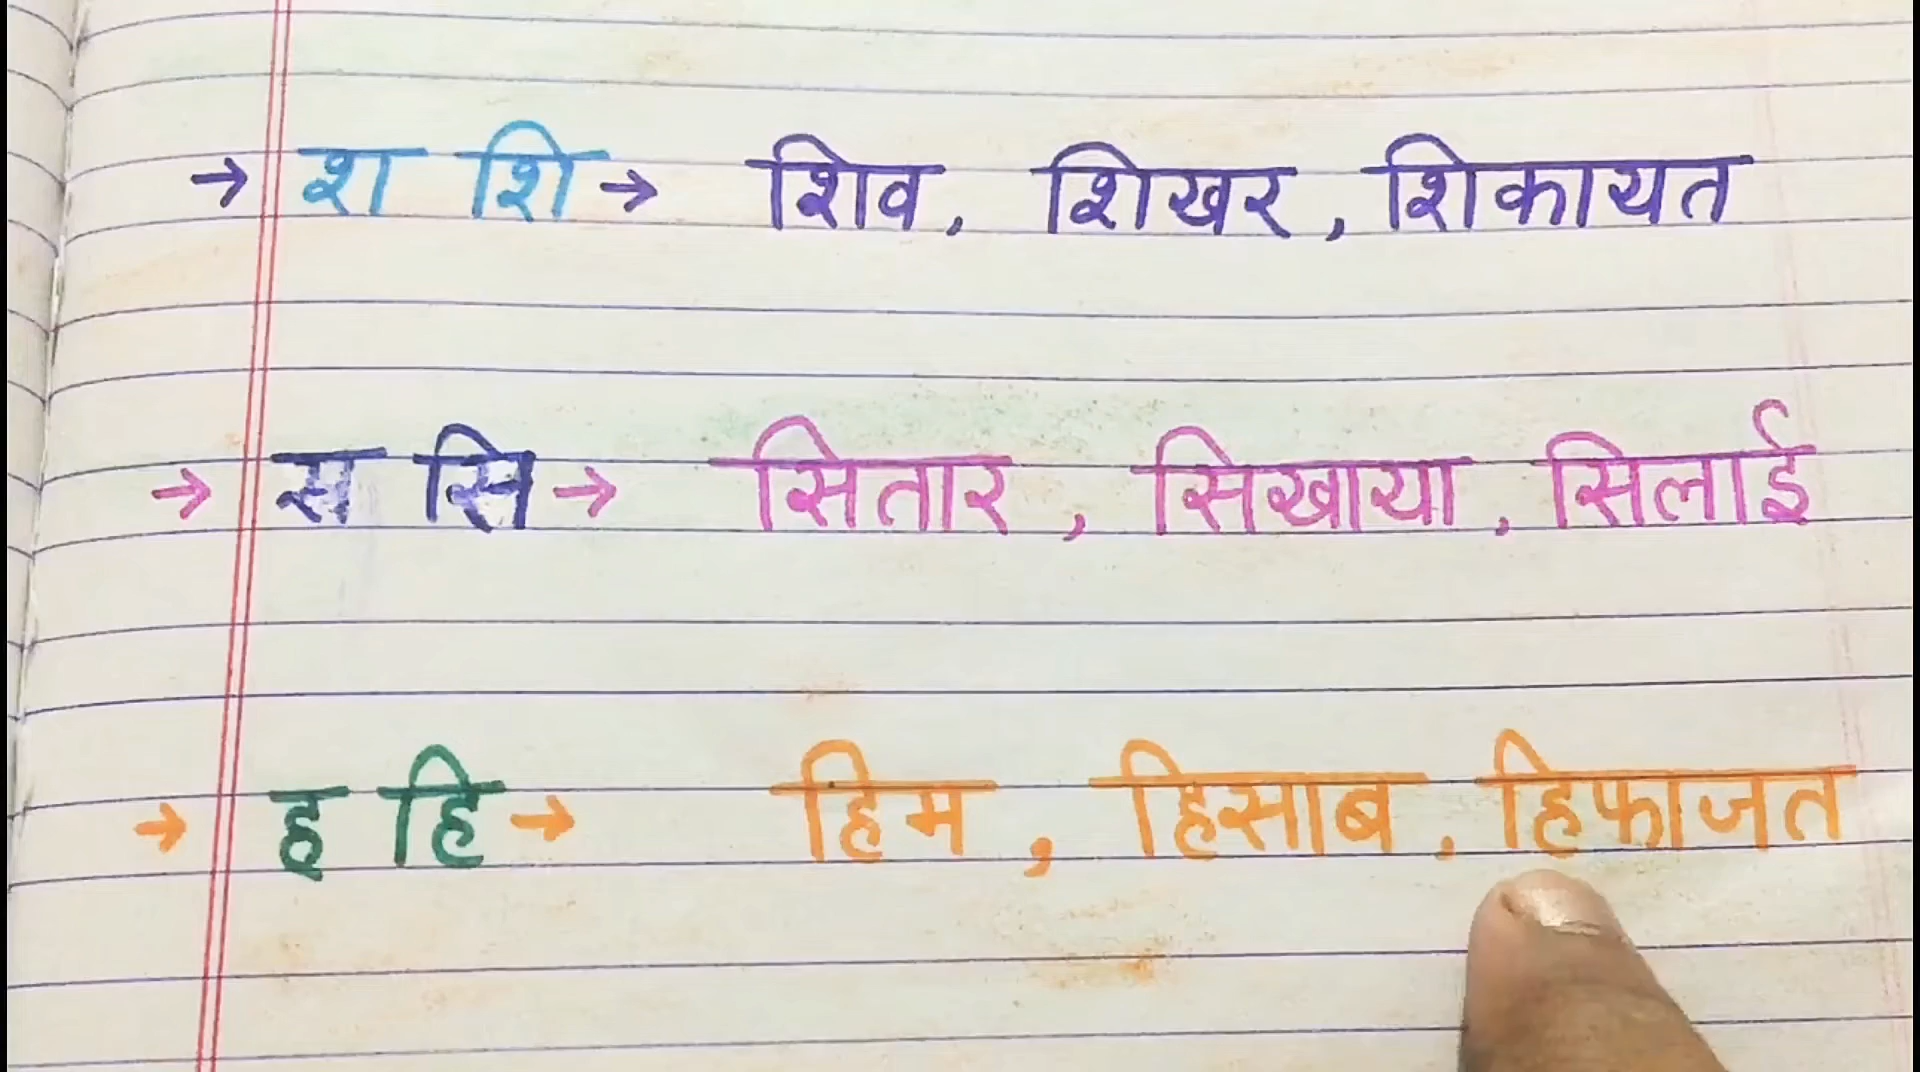 → श शि → शिव, शिखर, शिकायत
→ स सि → सितार, सिखाया, सिलाई
→ ह हि → हिम, हिसाब, हिफाजत